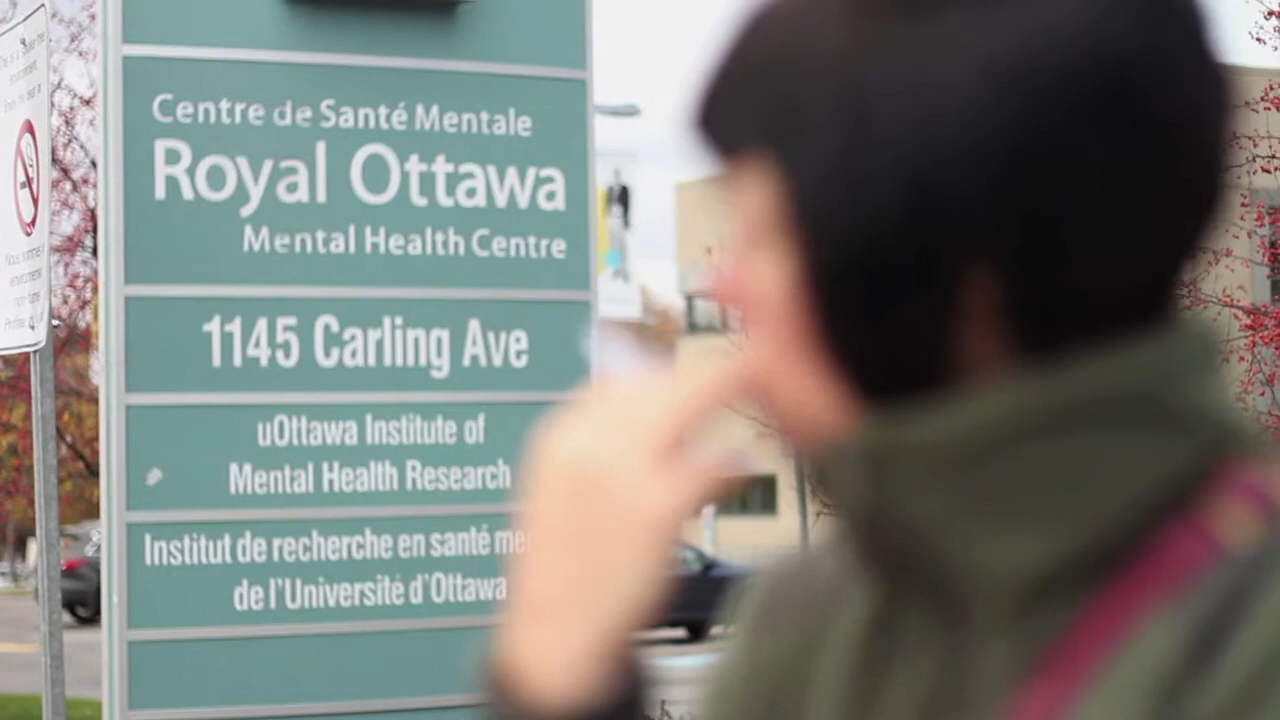 Centre de Santé Mentale
Royal Ottawa
Mental Health Centre
1145 Carling Ave
uOttawa Institute of
Mental Health Research
Institut de recherche en santé
de l'Université d'Ottawa